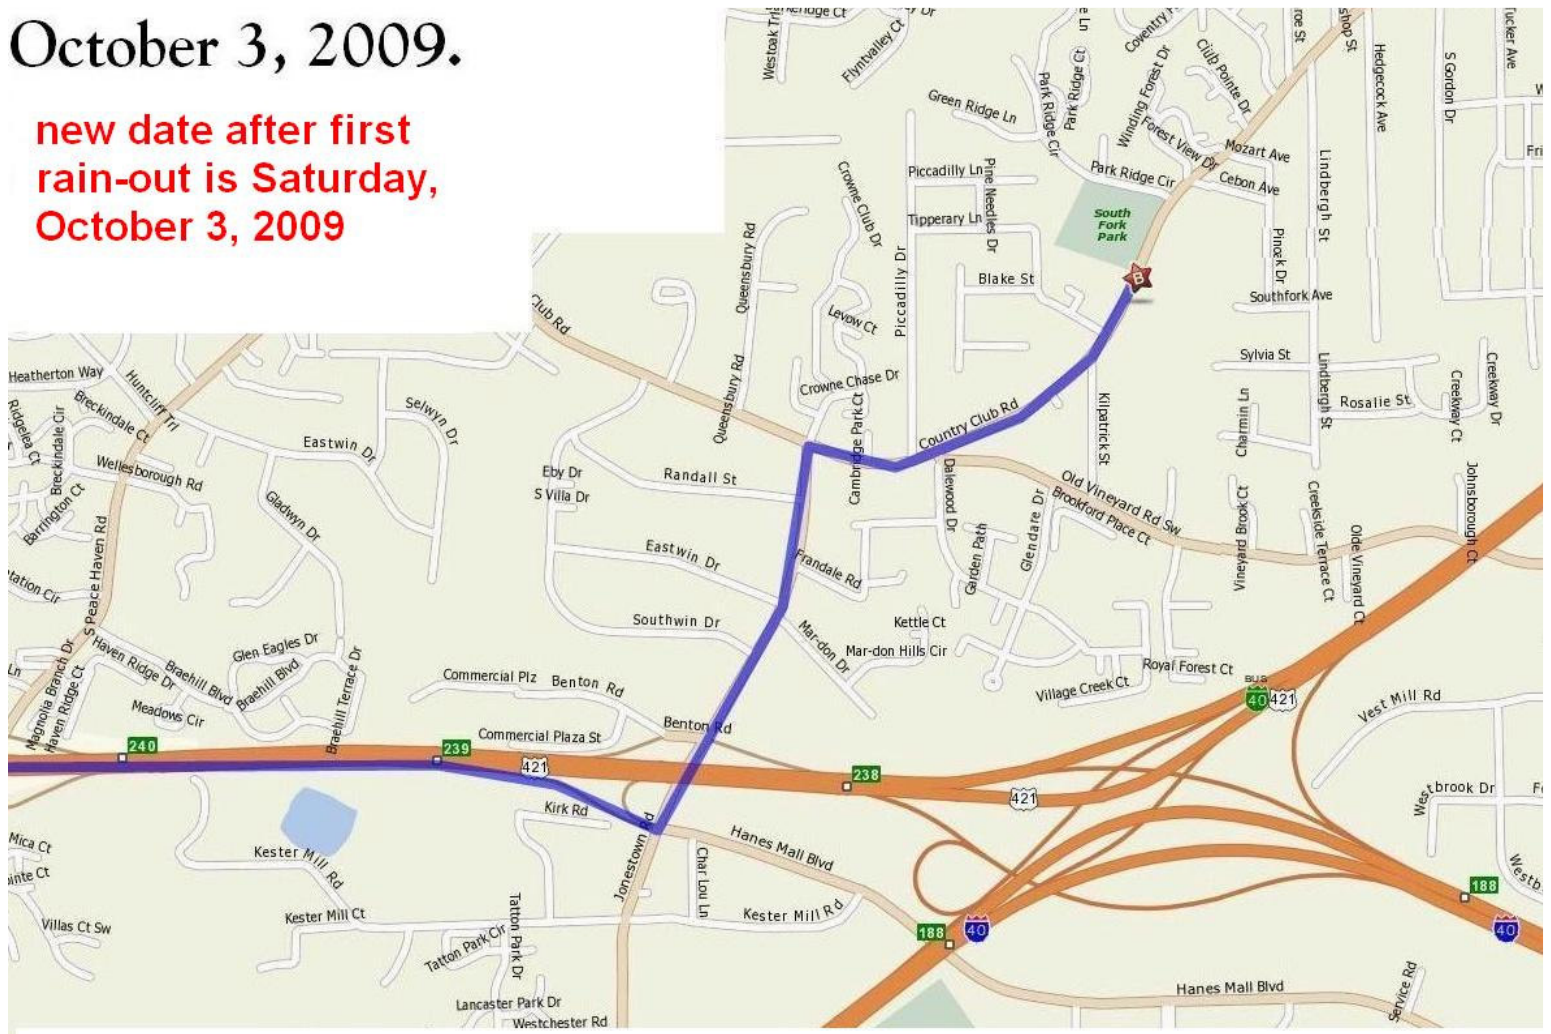 October 3, 2009.
new date after first
rain-out is Saturday,
October 3, 2009
Westoak Trl
Flyntvalley Ct
Green Ridge Ln
Park Ridge Cir
Park Ridge Ct
Winding Forest Dr
Club Pointe Dr
Forest View Dr
Mozart Ave
Cebon Ave
Park Ridge Cir
Hedgecock Ave
S Gordon Dr
Tucker Ave
Lindbergh St
Piccadilly Ln
Pine Needles Dr
Tipperary Ln
South
Fork
Park
Crowne Club Dr
Queensbury Rd
Piccadilly Dr
Blake St
B
Pinoak Dr
Southfork Ave
Levow Ct
Club Rd
Sylvia St
Lindbergh St
Rosalie St
Creekway Ct
Creekway Dr
Heatherton Way
Huntcliff Trl
Breckindale Ct
Breckindale Cir
Ridgelea Ct
Selwyn Dr
Queensbury Rd
Crowne Chase Dr
Cambridge Park Ct
Country Club Rd
Kilpatrick St
Charmin Ln
Eastwin Dr
Wellesborough Rd
Barrington Ct
Gladwyn Dr
Eby Dr
S Villa Dr
Randall St
Dalewood Dr
Old Vineyard Rd Sw
Brookford Place Ct
Glendare Dr
Garden Path
Vineyard Brook Ct
Creekside Terrace Ct
Olde Vineyard Ct
Johnsborough Ct
S Peace Haven Rd
Eastwin Dr
Frandale Rd
Southwin Dr
Mar-don Dr
Kettle Ct
Mar-don Hills Cir
Royal Forest Ct
Village Creek Ct
Magnolia Branch Dr
Haven Ridge Ct
Haven Ridge Dr
Braehill Blvd
Glen Eagles Dr
Braehill Blvd
Braehill Terrace Dr
Meadows Cir
Commercial Plz
Benton Rd
Benton Rd
Commercial Plaza St
BUS
40
421
Vest Mill Rd
240
239
421
238
421
Westbrook Dr
Kirk Rd
Jonestown Rd
Hanes Mall Blvd
Char Lou Ln
Mica Ct
Kester Mill Rd
Kester Mill Ct
Kester Mill Rd
Villas Ct Sw
Tatton Park Cir
Tatton Park Dr
188
40
188
40
Lancaster Park Dr
Westchester Rd
Hanes Mall Blvd
Service Rd